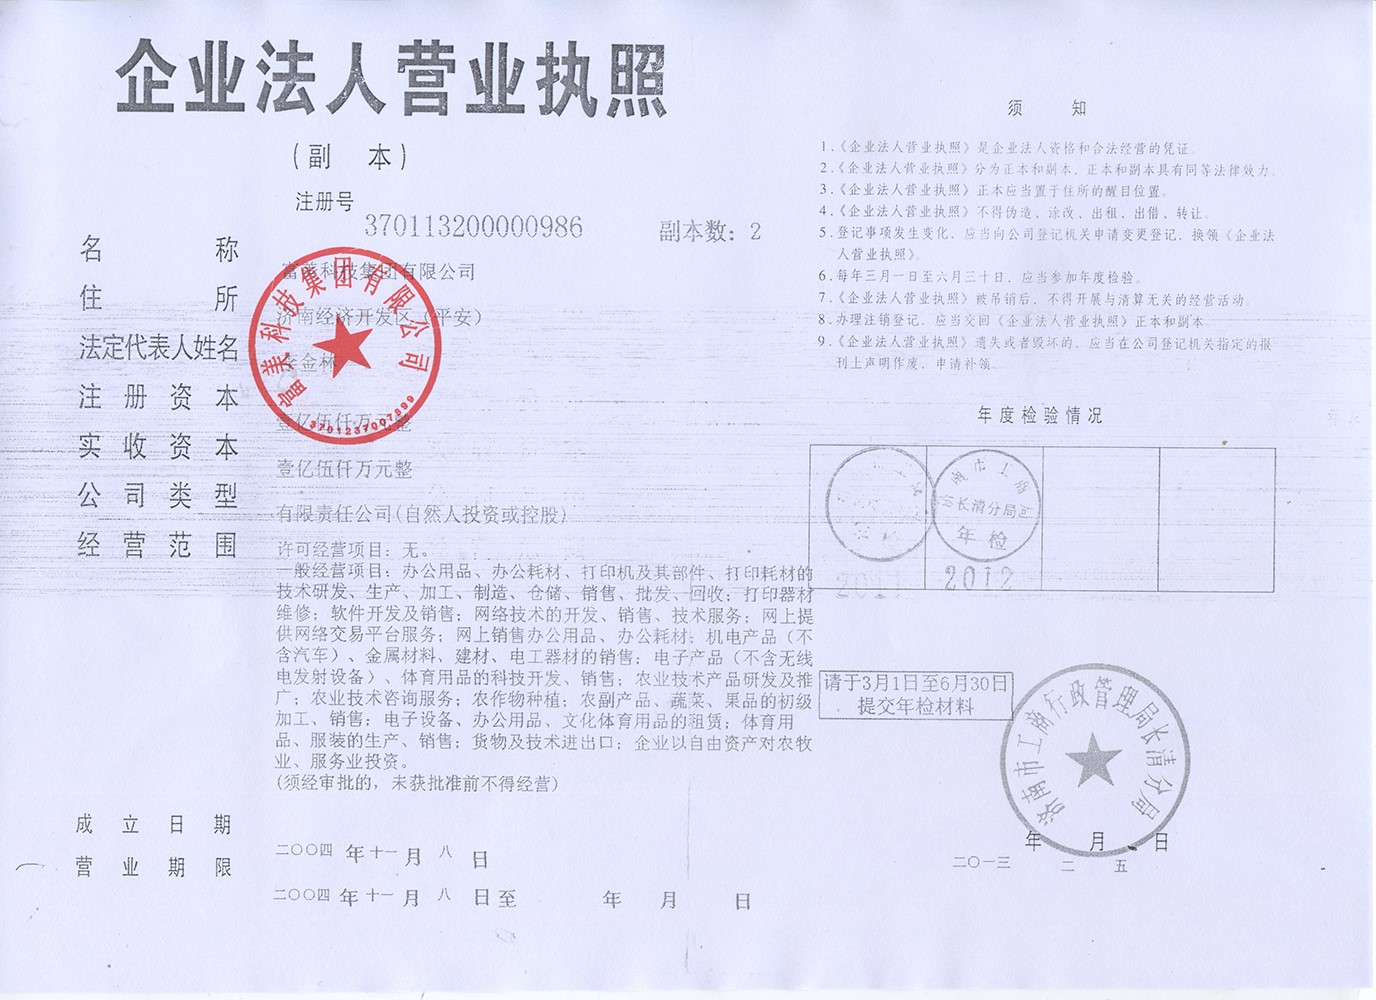 企业法人营业执照
(副 本)
注册号
370113200000986
副本数：2
名称 富美科技集团有限公司
住所 济南经济开发区（平安）
法定代表人姓名 金林
注册资本 壹亿伍仟万元整
实收资本 壹亿伍仟万元整
公司类型 有限责任公司(自然人投资或控股)
经营范围 许可经营项目：无。
一般经营项目：办公用品、办公耗材、打印机及其部件、打印耗材的
技术研发、生产、加工、制造、仓储、销售、批发、回收；打印器材
维修；软件开发及销售；网络技术的开发、销售、技术服务；网上提
供网络交易平台服务；网上销售办公用品、办公耗材；机电产品（不
含汽车）、金属材料、建材、电工器材的销售；电子产品（不含无线
电发射设备）、体育用品的科技开发、销售；农业技术产品研发及推
广；农业技术咨询服务；农作物种植；农副产品、蔬菜、果品的初级
加工、销售；电子设备、办公用品、文化体育用品的租赁；体育用
品、服装的生产、销售；货物及技术进出口；企业以自由资产对农牧
业、服务业投资。
(须经审批的，未获批准前不得经营)
成立日期 二〇〇四 年 十一 月 八 日
营业期限 二〇〇四 年 十一 月 八 日至 年 月 日
富美科技集团有限公司
3701237007899
须 知
1.《企业法人营业执照》是企业法人资格和合法经营的凭证。
2.《企业法人营业执照》分为正本和副本，正本和副本具有同等法律效力。
3.《企业法人营业执照》正本应当置于住所的醒目位置。
4.《企业法人营业执照》不得伪造、涂改、出租、出借、转让。
5.登记事项发生变化，应当向公司登记机关申请变更登记，换领《企业法
人营业执照》。
6.每年三月一日至六月三十日，应当参加年度检验。
7.《企业法人营业执照》被吊销后，不得开展与清算无关的经营活动。
8.办理注销登记，应当交回《企业法人营业执照》正本和副本。
9.《企业法人营业执照》遗失或者毁坏的，应当在公司登记机关指定的报
刊上声明作废，申请补领。
年度检验情况
2011
济南市工商局
长清分局
年检
2012
请于3月1日至6月30日
提交年检材料
济南市工商行政管理局长清分局
年 月 日
二〇一三 二 五